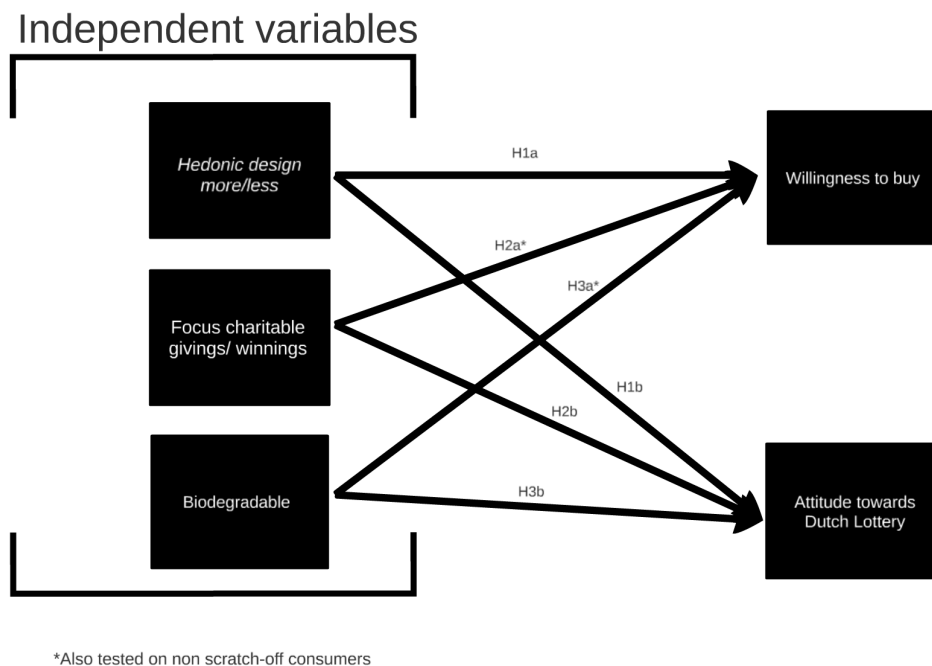 Independent variables
Hedonic design
more/less
H1a
Willingness to buy
H2a*
H3a*
Focus charitable
givings/ winnings
H1b
H2b
Biodegradable
H3b
Attitude towards
Dutch Lottery
*Also tested on non scratch-off consumers